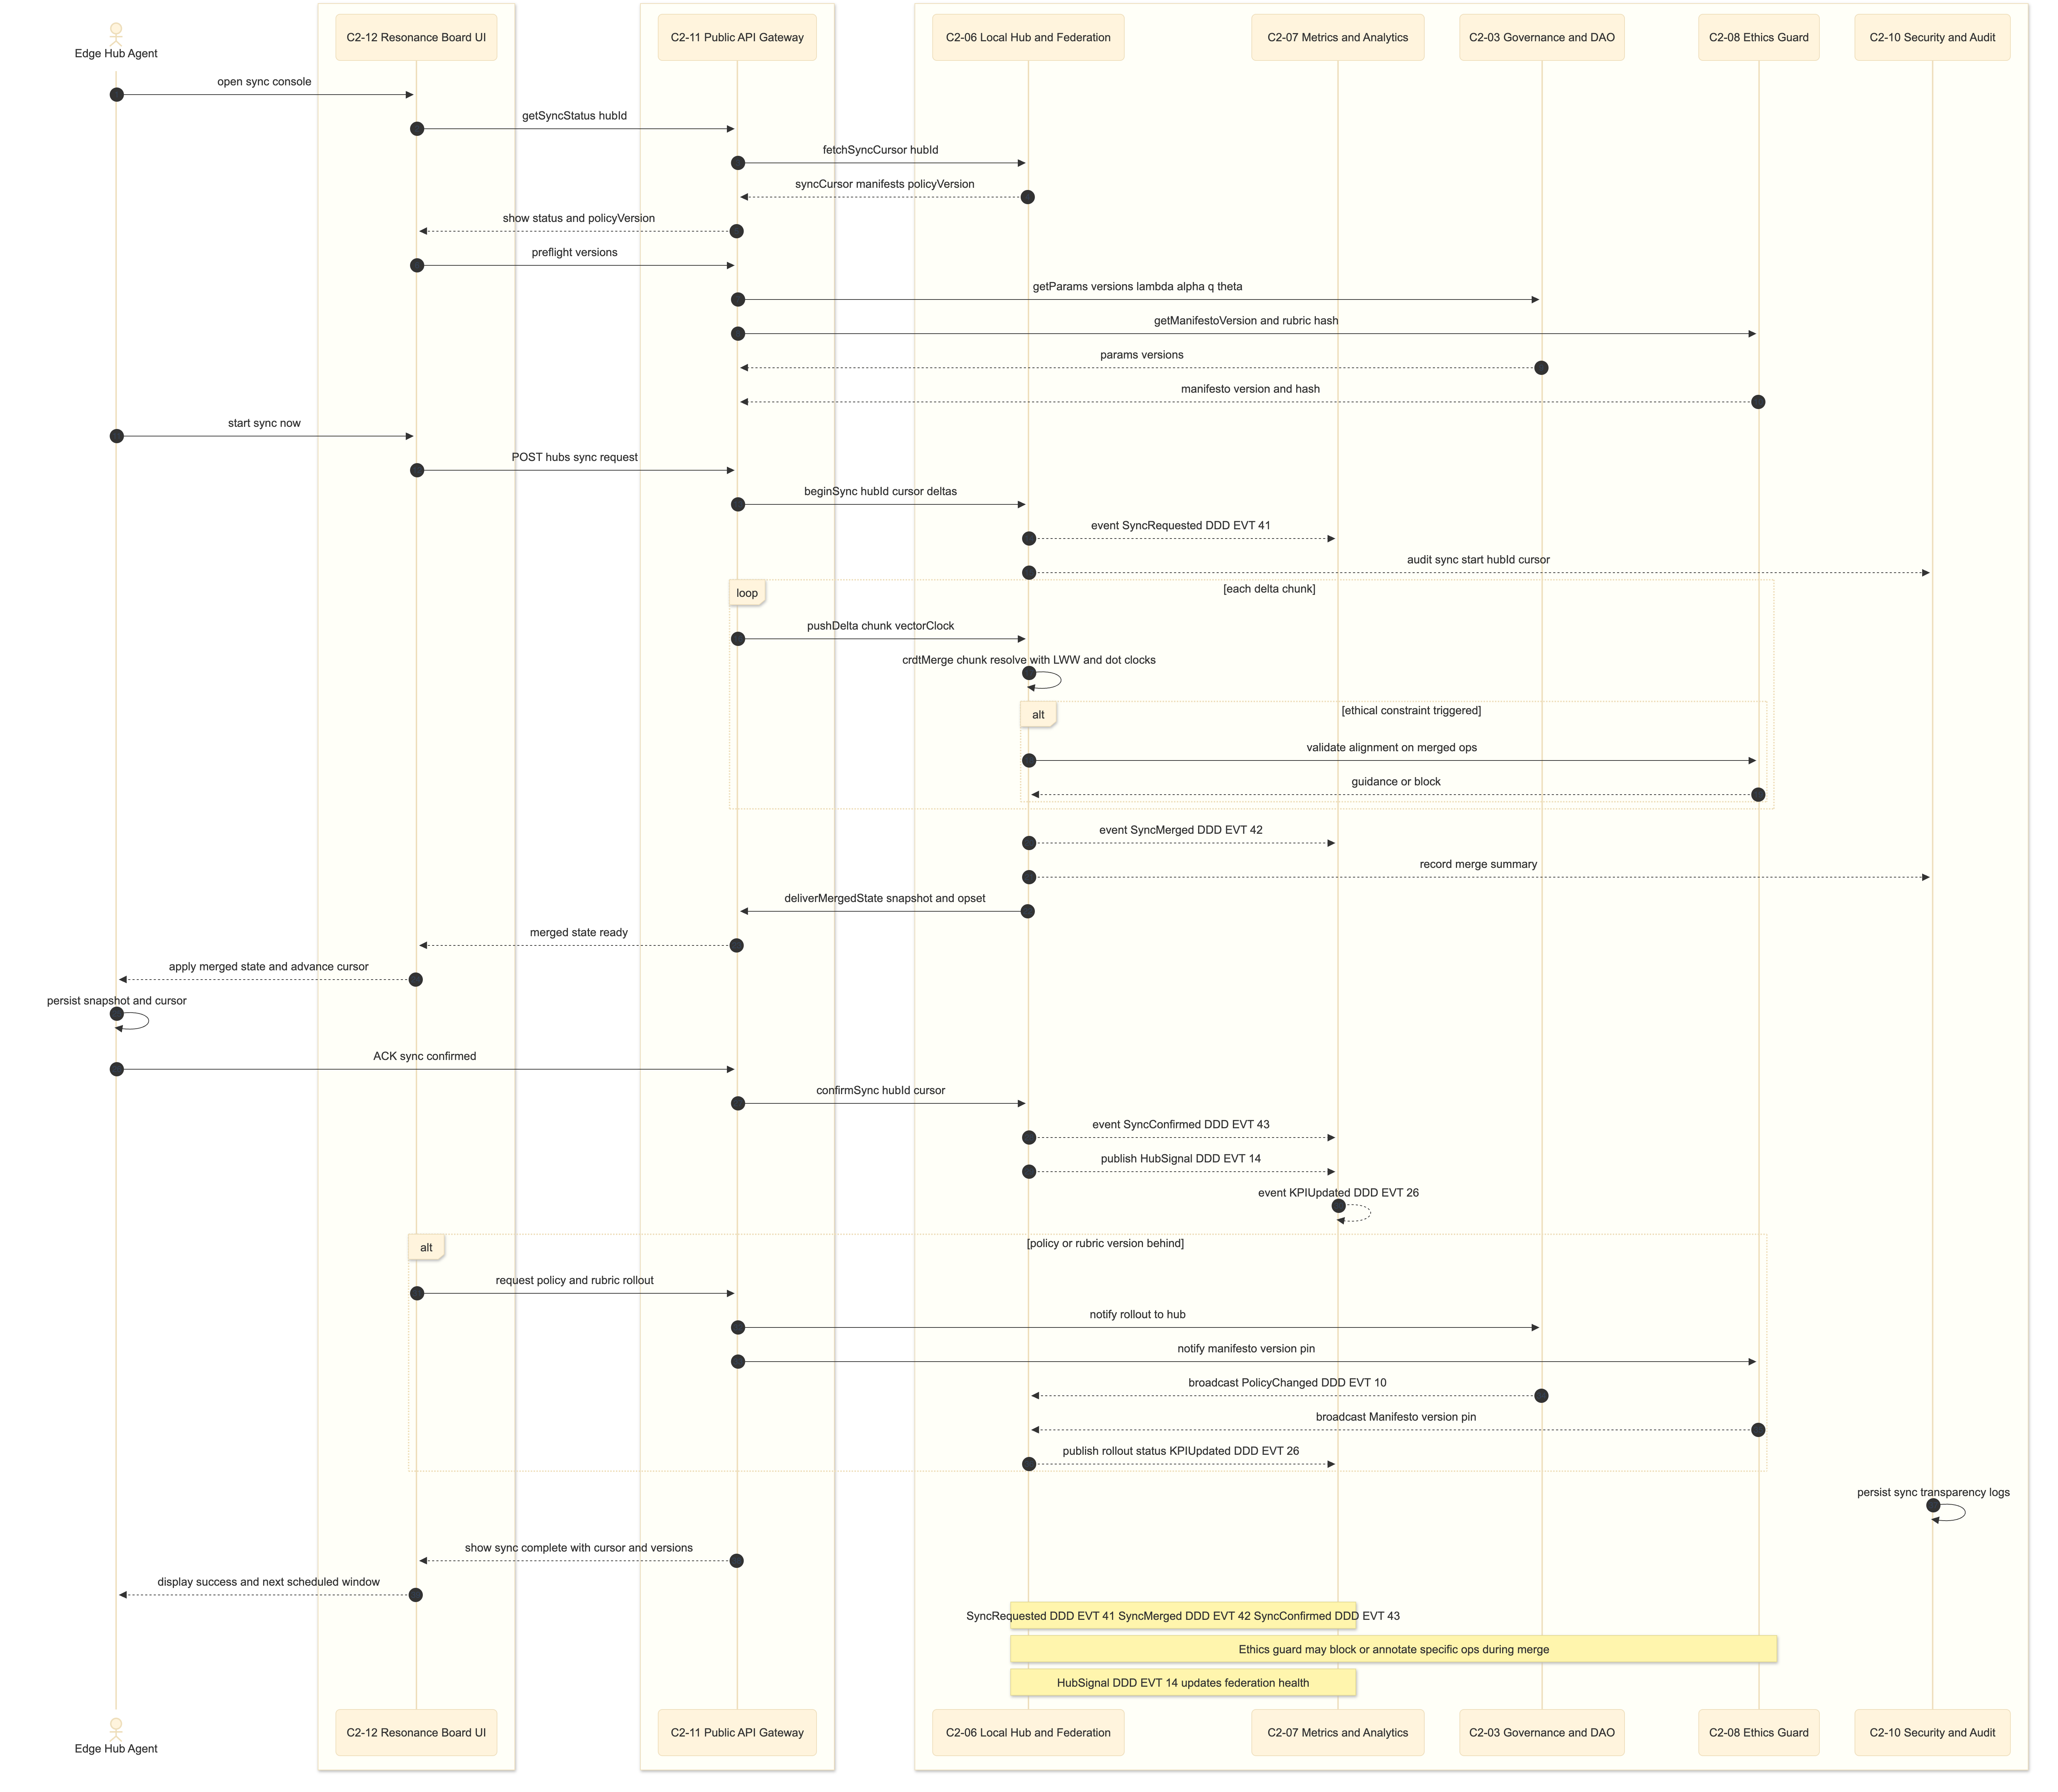 Edge Hub Agent
C2-12 Resonance Board UI
C2-11 Public API Gateway
C2-06 Local Hub and Federation
C2-07 Metrics and Analytics
C2-03 Governance and DAO
C2-08 Ethics Guard
C2-10 Security and Audit
open sync console
getSyncStatus hubId
fetchSyncCursor hubId
syncCursor manifests policyVersion
show status and policyVersion
preflight versions
getParams versions lambda alpha q theta
getManifestoVersion and rubric hash
params versions
manifesto version and hash
start sync now
POST hubs sync request
beginSync hubId cursor deltas
event SyncRequested DDD EVT 41
audit sync start hubId cursor
loop
[each delta chunk]
pushDelta chunk vectorClock
crdtMerge chunk resolve with LWW and dot clocks
alt
[ethical constraint triggered]
validate alignment on merged ops
guidance or block
event SyncMerged DDD EVT 42
record merge summary
deliverMergedState snapshot and opset
merged state ready
apply merged state and advance cursor
persist snapshot and cursor
ACK sync confirmed
confirmSync hubId cursor
event SyncConfirmed DDD EVT 43
publish HubSignal DDD EVT 14
event KPIUpdated DDD EVT 26
alt
[policy or rubric version behind]
request policy and rubric rollout
notify rollout to hub
notify manifesto version pin
broadcast PolicyChanged DDD EVT 10
broadcast Manifesto version pin
publish rollout status KPIUpdated DDD EVT 26
persist sync transparency logs
show sync complete with cursor and versions
display success and next scheduled window
SyncRequested DDD EVT 41 SyncMerged DDD EVT 42 SyncConfirmed DDD EVT 43
Ethics guard may block or annotate specific ops during merge
HubSignal DDD EVT 14 updates federation health
Edge Hub Agent
C2-12 Resonance Board UI
C2-11 Public API Gateway
C2-06 Local Hub and Federation
C2-07 Metrics and Analytics
C2-03 Governance and DAO
C2-08 Ethics Guard
C2-10 Security and Audit